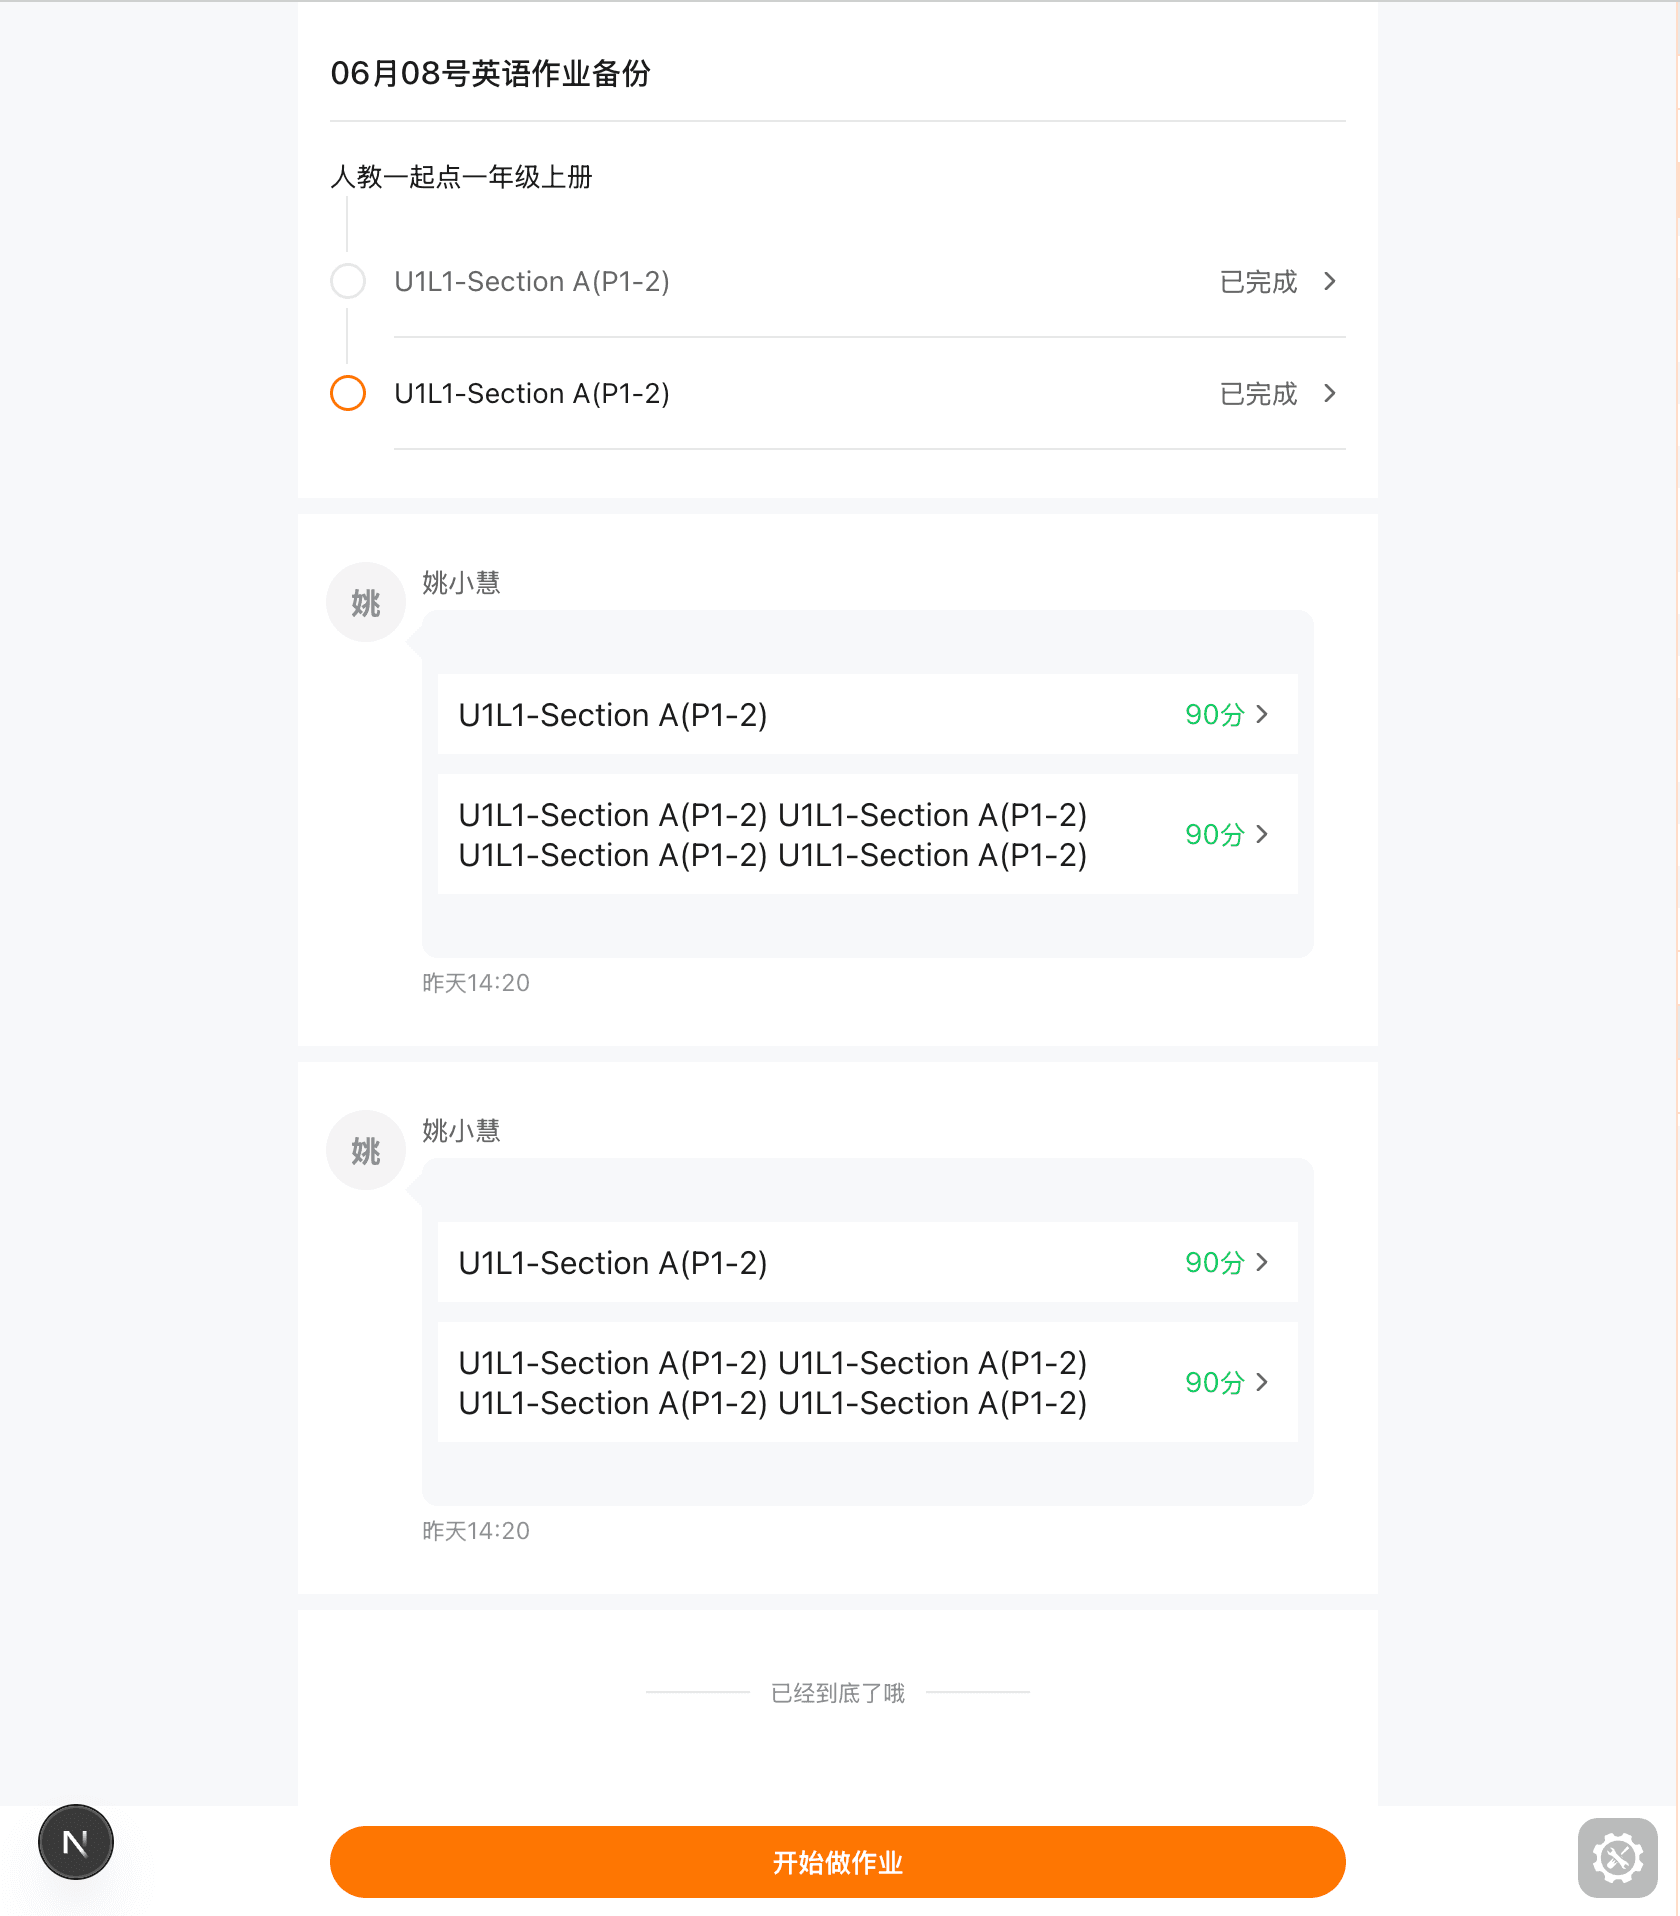 06月08号英语作业备份
人教一起点一年级上册
U1L1-Section A(P1-2) 已完成
U1L1-Section A(P1-2) 已完成
姚
姚小慧
U1L1-Section A(P1-2) 90分
U1L1-Section A(P1-2) U1L1-Section A(P1-2)
U1L1-Section A(P1-2) U1L1-Section A(P1-2)
90分
昨天14:20
姚
姚小慧
U1L1-Section A(P1-2) 90分
U1L1-Section A(P1-2) U1L1-Section A(P1-2)
U1L1-Section A(P1-2) U1L1-Section A(P1-2)
90分
昨天14:20
已经到底了哦
N
开始做作业